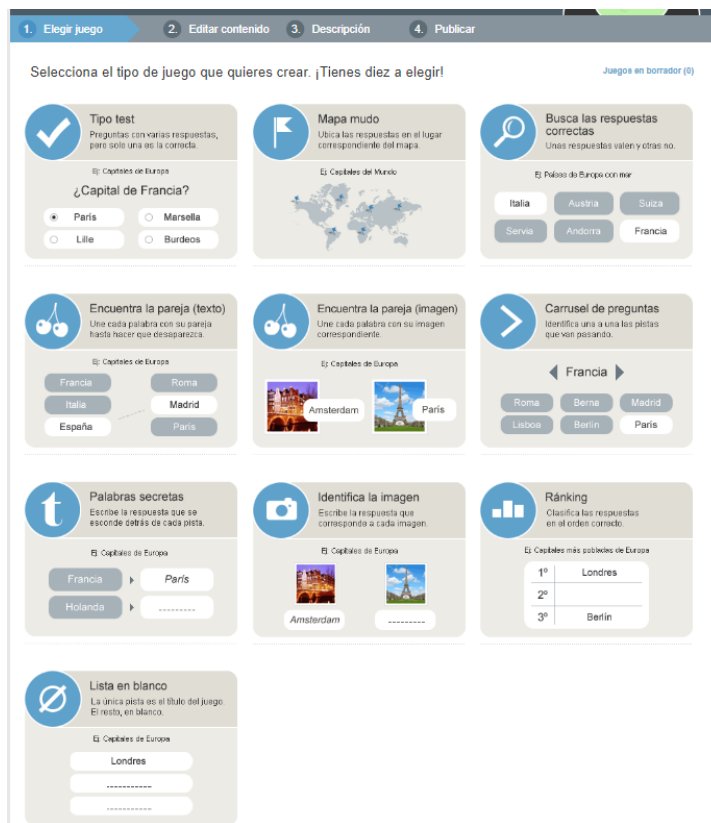 1. Elegir juego
2. Editar contenido
3. Descripción
4. Publicar
Selecciona el tipo de juego que quieres crear. ¡Tienes diez a elegir!
Juegos en borrador (0)
Tipo test
Preguntas con varias respuestas,
pero solo una es la correcta.
Ej: Capitales de Europa
¿Capital de Francia?
París
Marsella
Lille
Burdeos
Mapa mudo
Ubica las respuestas en el lugar
correspondiente del mapa.
Ej: Capitales del Mundo
Busca las respuestas
correctas
Unas respuestas valen y otras no.
Ej: Países de Europa con mar
Italia
Austria
Suiza
Servia
Andorra
Francia
Encuentra la pareja (texto)
Une cada palabra con su pareja
hasta hacer que desaparezca.
Ej: Capitales de Europa
Francia
Roma
Italia
Madrid
España
París
Encuentra la pareja (imagen)
Une cada palabra con su imagen
correspondiente.
Ej: Capitales de Europa
Amsterdam
París
Carrusel de preguntas
Identifica una a una las pistas
que van pasando.
Francia
Roma
Berna
Madrid
Lisboa
Berlín
París
t
Palabras secretas
Escribe la respuesta que se
esconde detrás de cada pista.
Ej: Capitales de Europa
Francia
París
Holanda
---------
Identifica la imagen
Escribe la respuesta que
corresponde a cada imagen.
Ej: Capitales de Europa
Amsterdam
---------
Ránking
Clasifica las respuestas
en el orden correcto.
Ej: Capitales más pobladas de Europa
1º Londres
2º
3º Berlín
Lista en blanco
La única pista es el título del juego.
El resto, en blanco.
Ej: Capitales de Europa
Londres
-----------
-----------